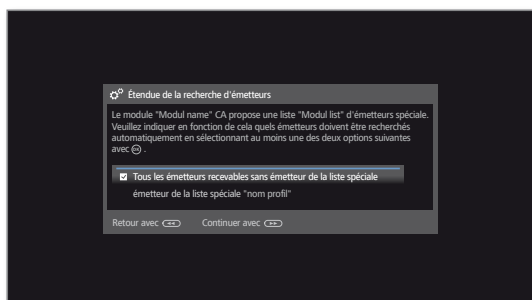 Étendue de la recherche d'émetteurs
Le module "Modul name" CA propose une liste "Modul list" d'émetteurs spéciale.
Veuillez indiquer en fonction de cela quels émetteurs doivent être recherchés
automatiquement en sélectionnant au moins une des deux options suivantes
avec OK .
Tous les émetteurs recevables sans émetteur de la liste spéciale
émetteur de la liste spéciale "nom profil"
Retour avec Continuer avec